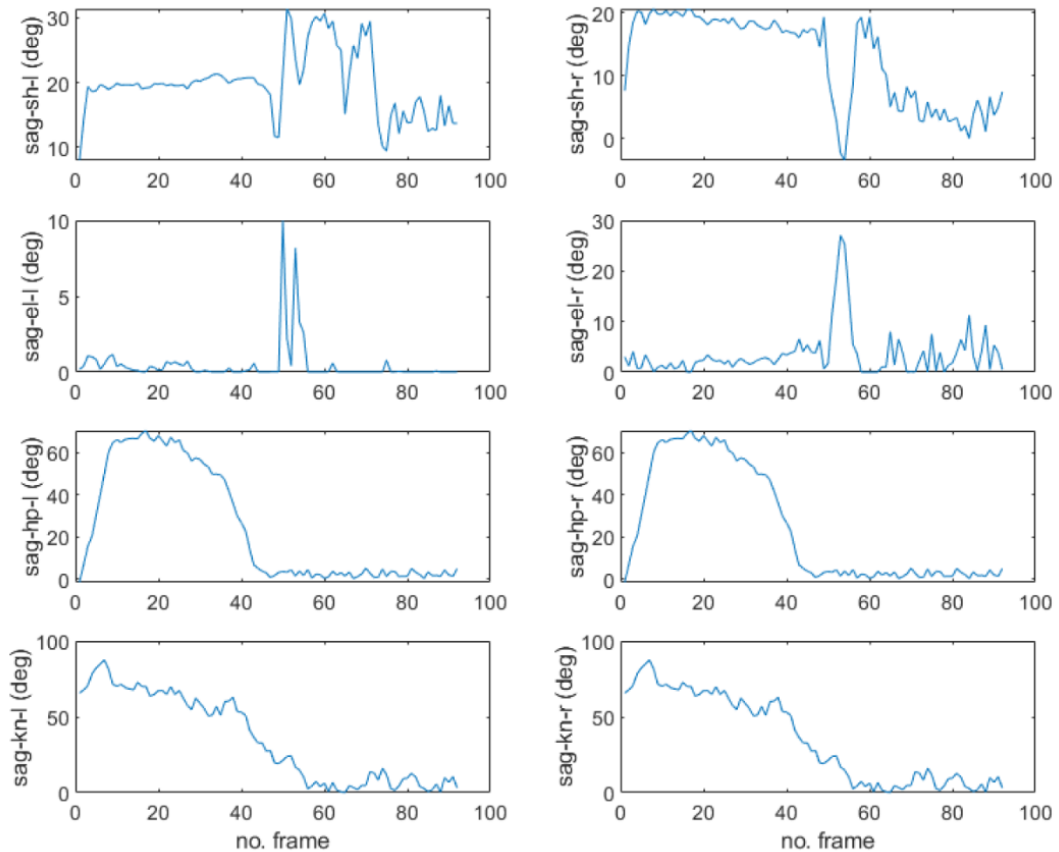 sag-sh-l (deg)
30
20
10
0 20 40 60 80 100
sag-sh-r (deg)
20
10
0
0 20 40 60 80 100
sag-el-l (deg)
10
5
0
0 20 40 60 80 100
sag-el-r (deg)
30
20
10
0
0 20 40 60 80 100
sag-hp-l (deg)
60
40
20
0
0 20 40 60 80 100
sag-hp-r (deg)
60
40
20
0
0 20 40 60 80 100
sag-kn-l (deg)
100
50
0
0 20 40 60 80 100
no. frame
sag-kn-r (deg)
100
50
0
0 20 40 60 80 100
no. frame